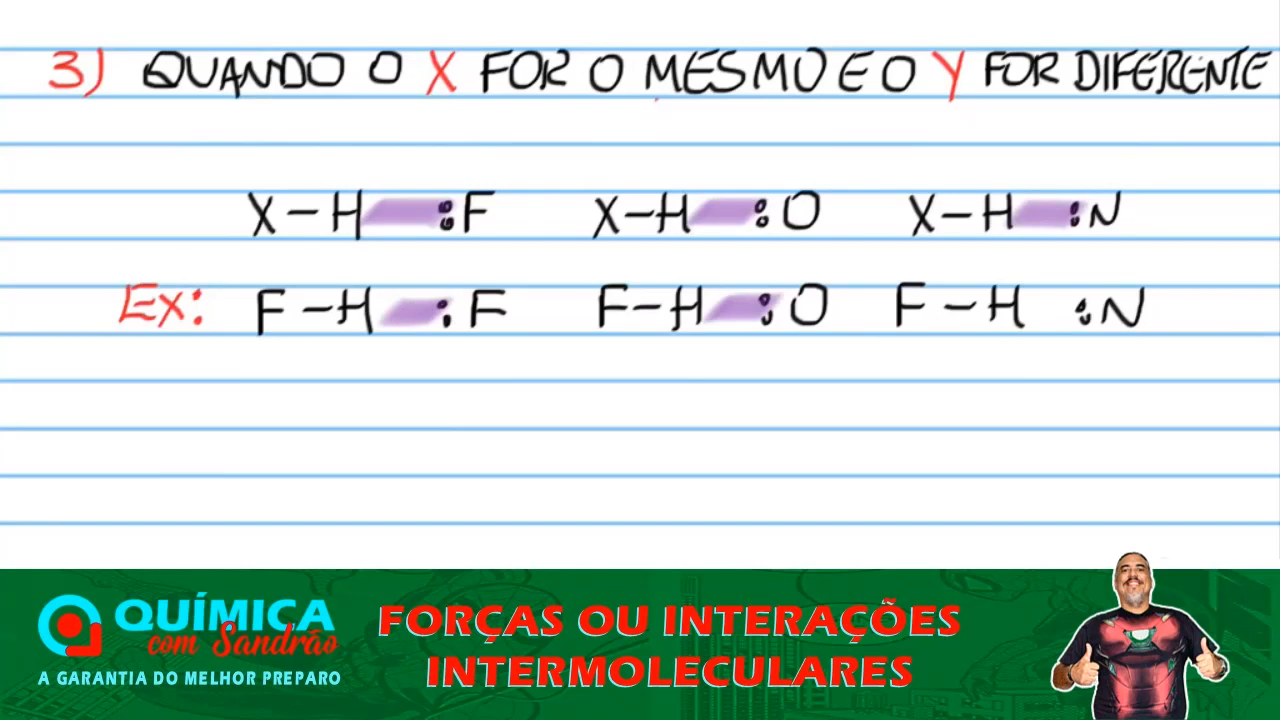 3) QUANDO O X FOR O MESMO E O Y FOR DIFERENTE
X-H :F X-H :O X-H :N
Ex: F-H :F F-H :O F-H :N
QUÍMICA
com Sandrão
A GARANTIA DO MELHOR PREPARO
FORÇAS OU INTERAÇÕES
INTERMOLECULARES